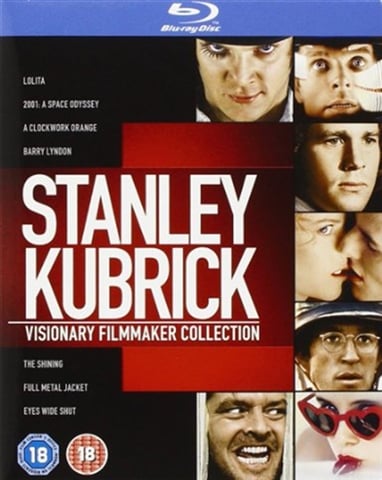 Blu-ray Disc
LOLITA
2001: A SPACE ODYSSEY
A CLOCKWORK ORANGE
BARRY LYNDON
STANLEY
KUBRICK
VISIONARY FILMMAKER COLLECTION
THE SHINING
FULL METAL JACKET
EYES WIDE SHUT
18
18